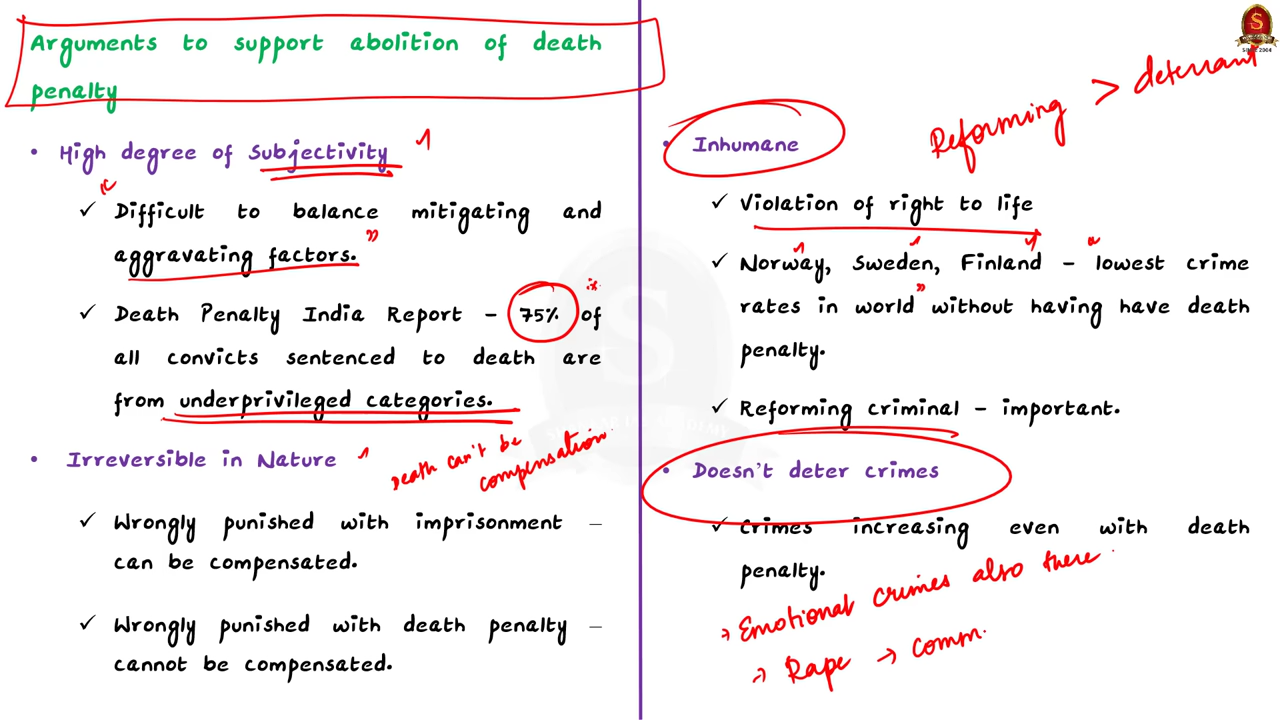 Arguments to support abolition of death
penalty
• High degree of Subjectivity
✓ Difficult to balance mitigating and
aggravating factors.
✓ Death Penalty India Report – 75% of
all convicts sentenced to death are
from underprivileged categories.
• Irreversible in Nature
Death can't be
compensation
✓ Wrongly punished with imprisonment –
can be compensated.
✓ Wrongly punished with death penalty –
cannot be compensated.
Reforming > deterrant
• Inhumane
✓ Violation of right to life
✓ Norway, Sweden, Finland – lowest crime
rates in world without having have death
penalty.
✓ Reforming criminal – important.
• Doesn't deter crimes
✓ Crimes increasing even with death
penalty.
→ Emotional crimes also there.
→ Rape → Comm.